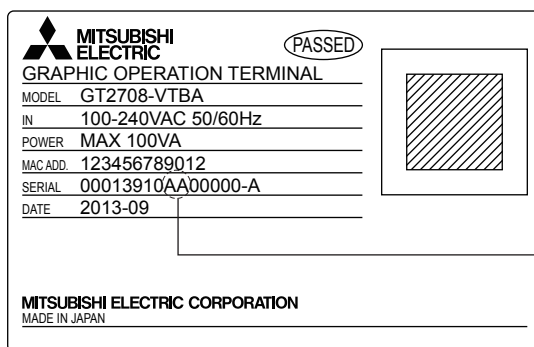 MITSUBISHI
ELECTRIC
PASSED
GRAPHIC OPERATION TERMINAL
MODEL GT2708-VTBA
IN 100-240VAC 50/60Hz
POWER MAX 100VA
MAC ADD. 123456789012
SERIAL 00013910AA00000-A
DATE 2013-09
MITSUBISHI ELECTRIC CORPORATION
MADE IN JAPAN